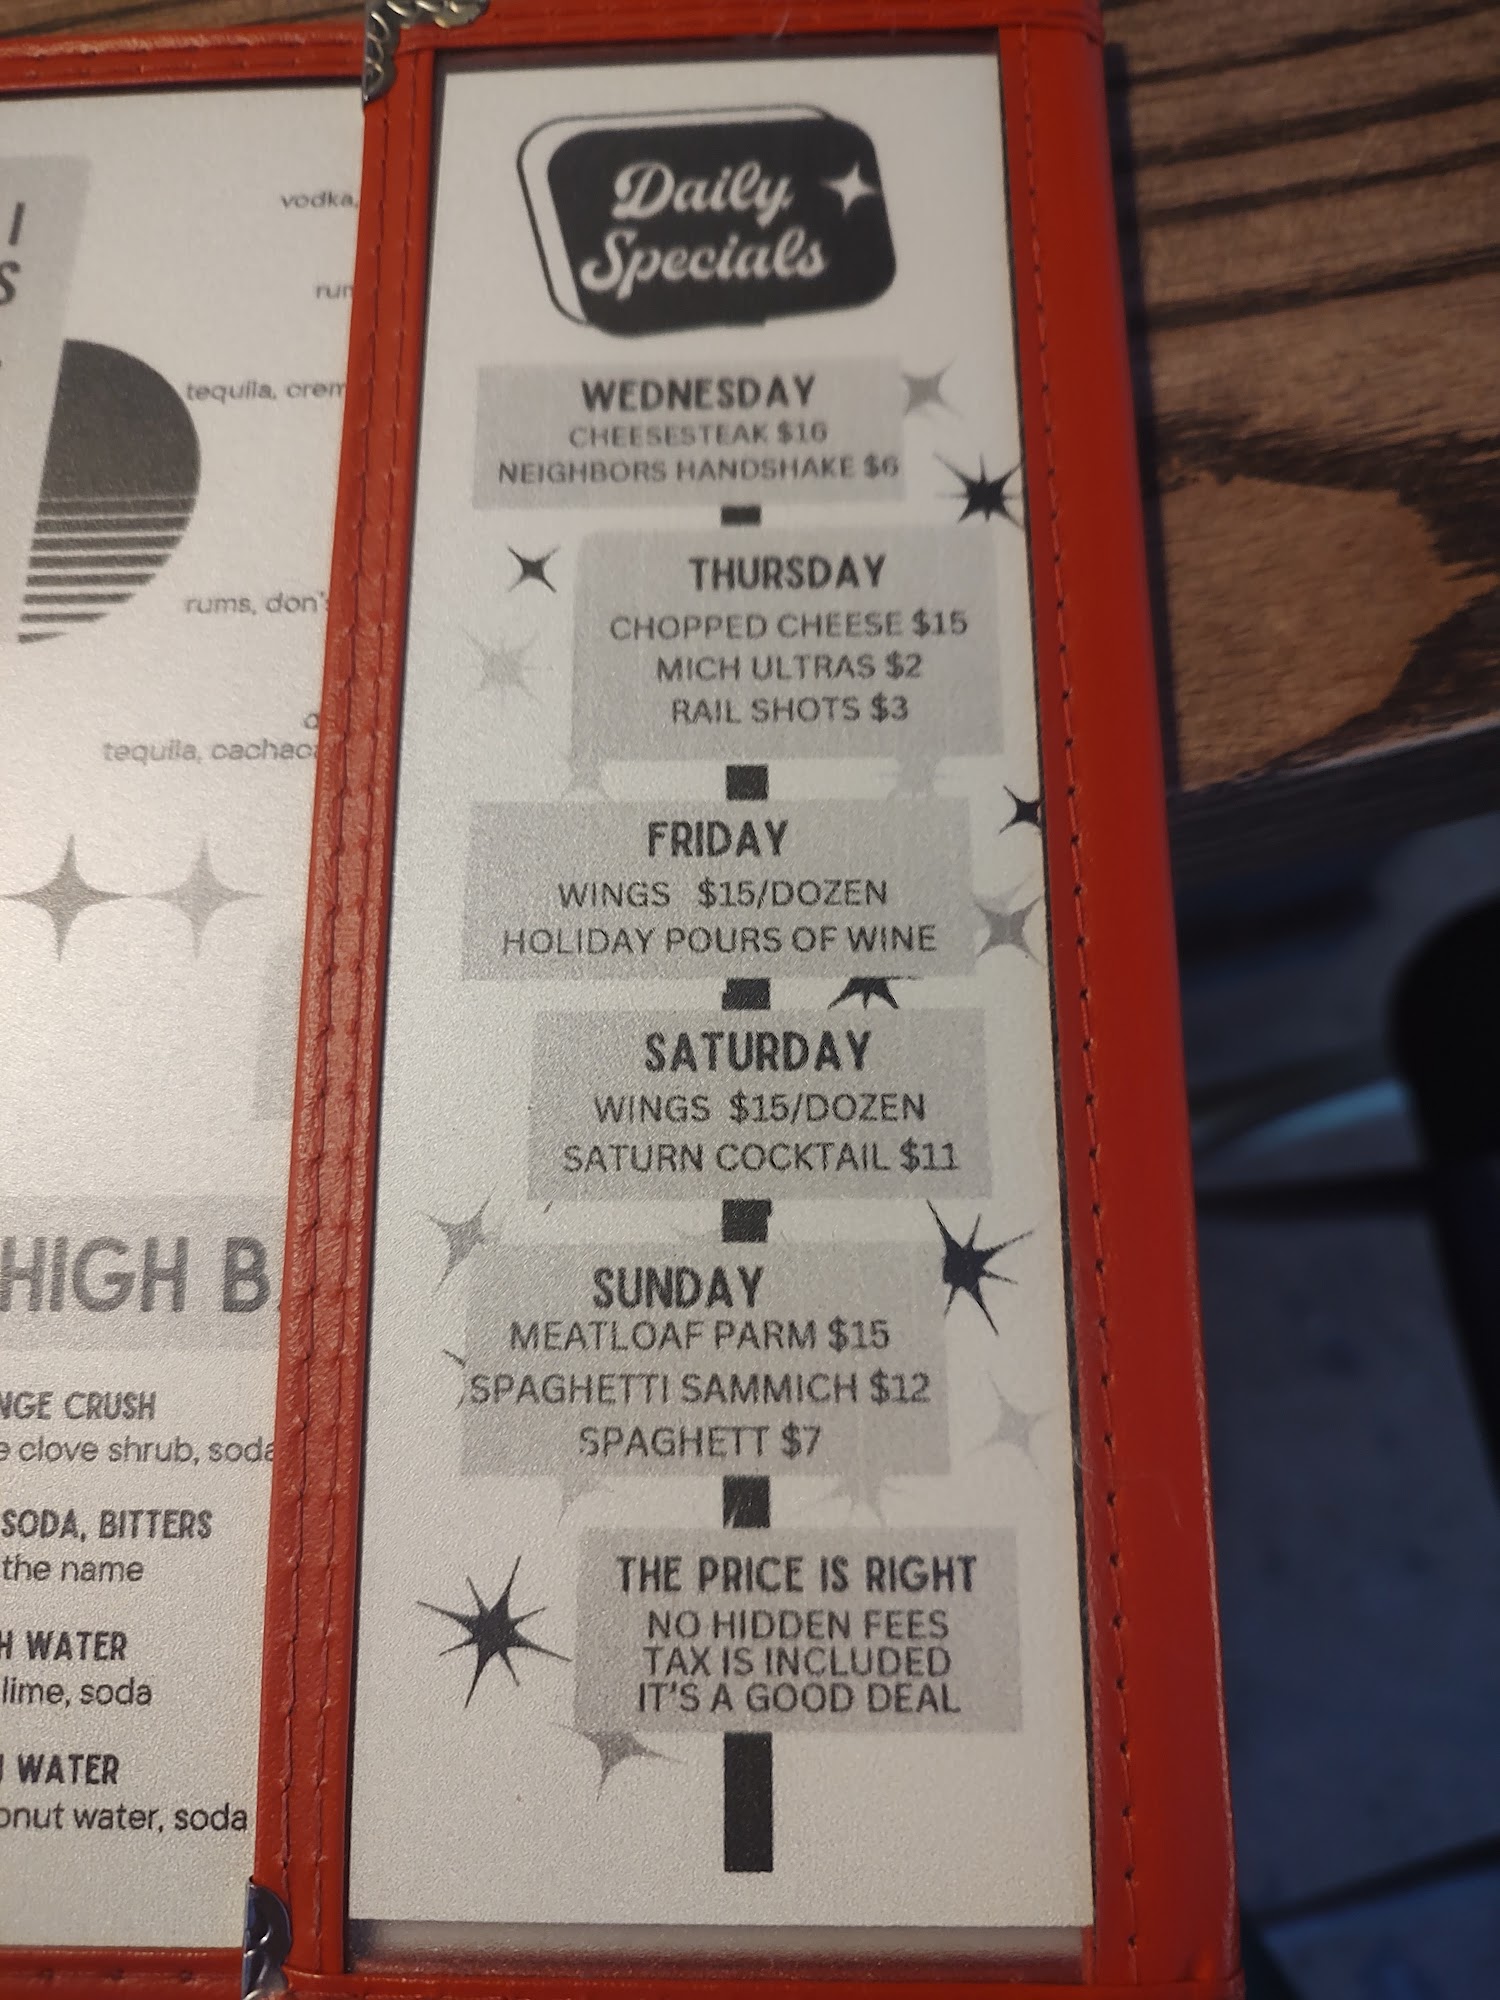 I
S
vodka,
rum
tequila, crem
rums, don'
tequila, cachac
HIGH B
NGE CRUSH
e clove shrub, soda
SODA, BITTERS
the name
H WATER
lime, soda
WATER
onut water, soda
Daily
Specials
WEDNESDAY
CHEESESTEAK $16
NEIGHBORS HANDSHAKE $6
THURSDAY
CHOPPED CHEESE $15
MICH ULTRAS $2
RAIL SHOTS $3
FRIDAY
WINGS $15/DOZEN
HOLIDAY POURS OF WINE
SATURDAY
WINGS $15/DOZEN
SATURN COCKTAIL $11
SUNDAY
MEATLOAF PARM $15
SPAGHETTI SAMMICH $12
SPAGHETT $7
THE PRICE IS RIGHT
NO HIDDEN FEES
TAX IS INCLUDED
IT'S A GOOD DEAL